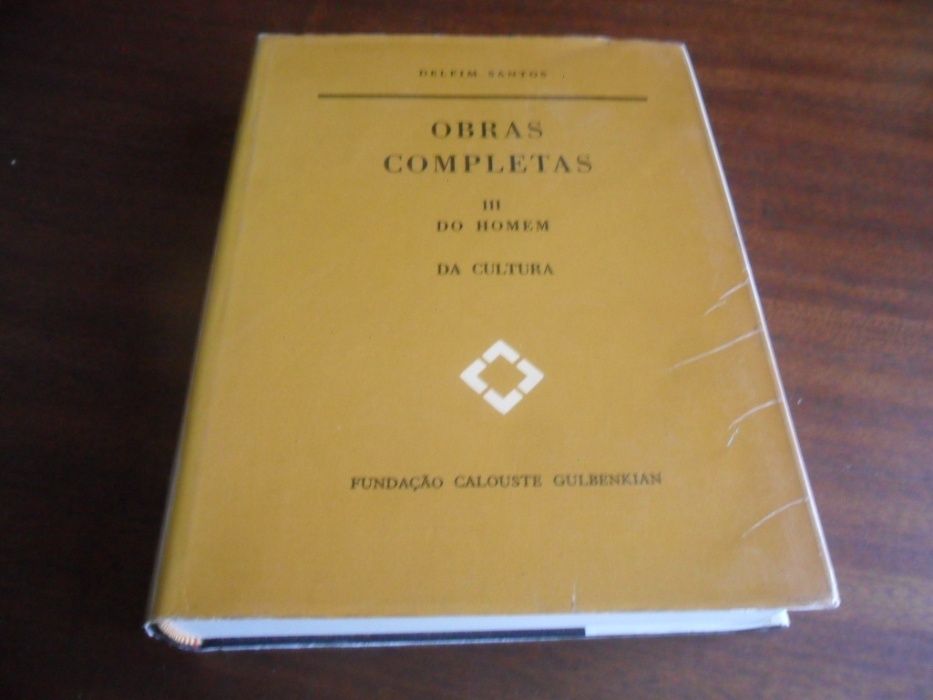 DELFIM SANTOS
OBRAS
COMPLETAS
III
DO HOMEM
DA CULTURA
FUNDAÇÃO CALOUSTE GULBENKIAN